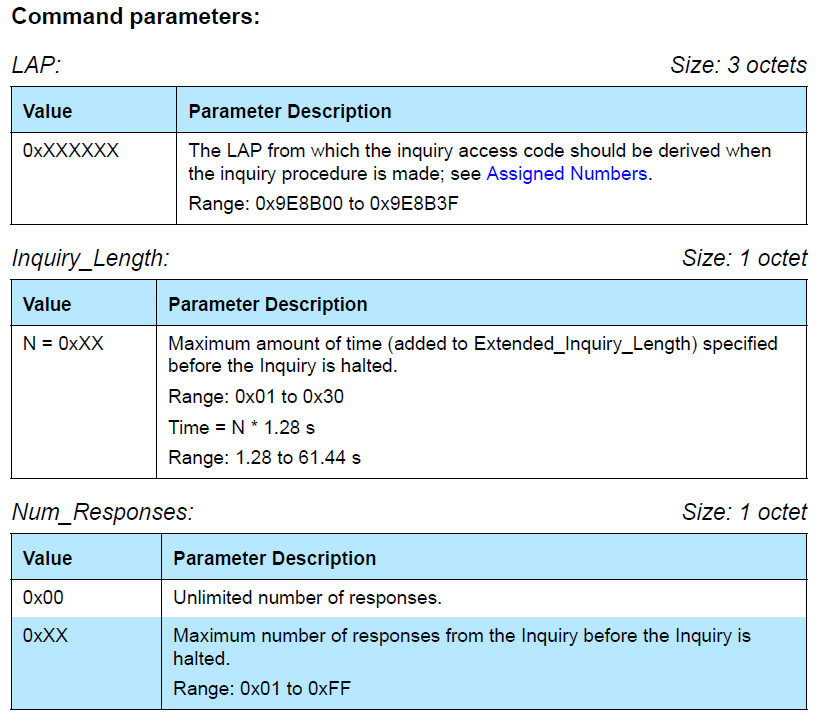 Command parameters:
LAP:
Size: 3 octets
Value
Parameter Description
0xXXXXXX
The LAP from which the inquiry access code should be derived when
the inquiry procedure is made; see Assigned Numbers.
Range: 0x9E8B00 to 0x9E8B3F
Inquiry_Length:
Size: 1 octet
Value
Parameter Description
N = 0xXX
Maximum amount of time (added to Extended_Inquiry_Length) specified
before the Inquiry is halted.
Range: 0x01 to 0x30
Time = N * 1.28 s
Range: 1.28 to 61.44 s
Num_Responses:
Size: 1 octet
Value
Parameter Description
0x00
Unlimited number of responses.
0xXX
Maximum number of responses from the Inquiry before the Inquiry is
halted.
Range: 0x01 to 0xFF